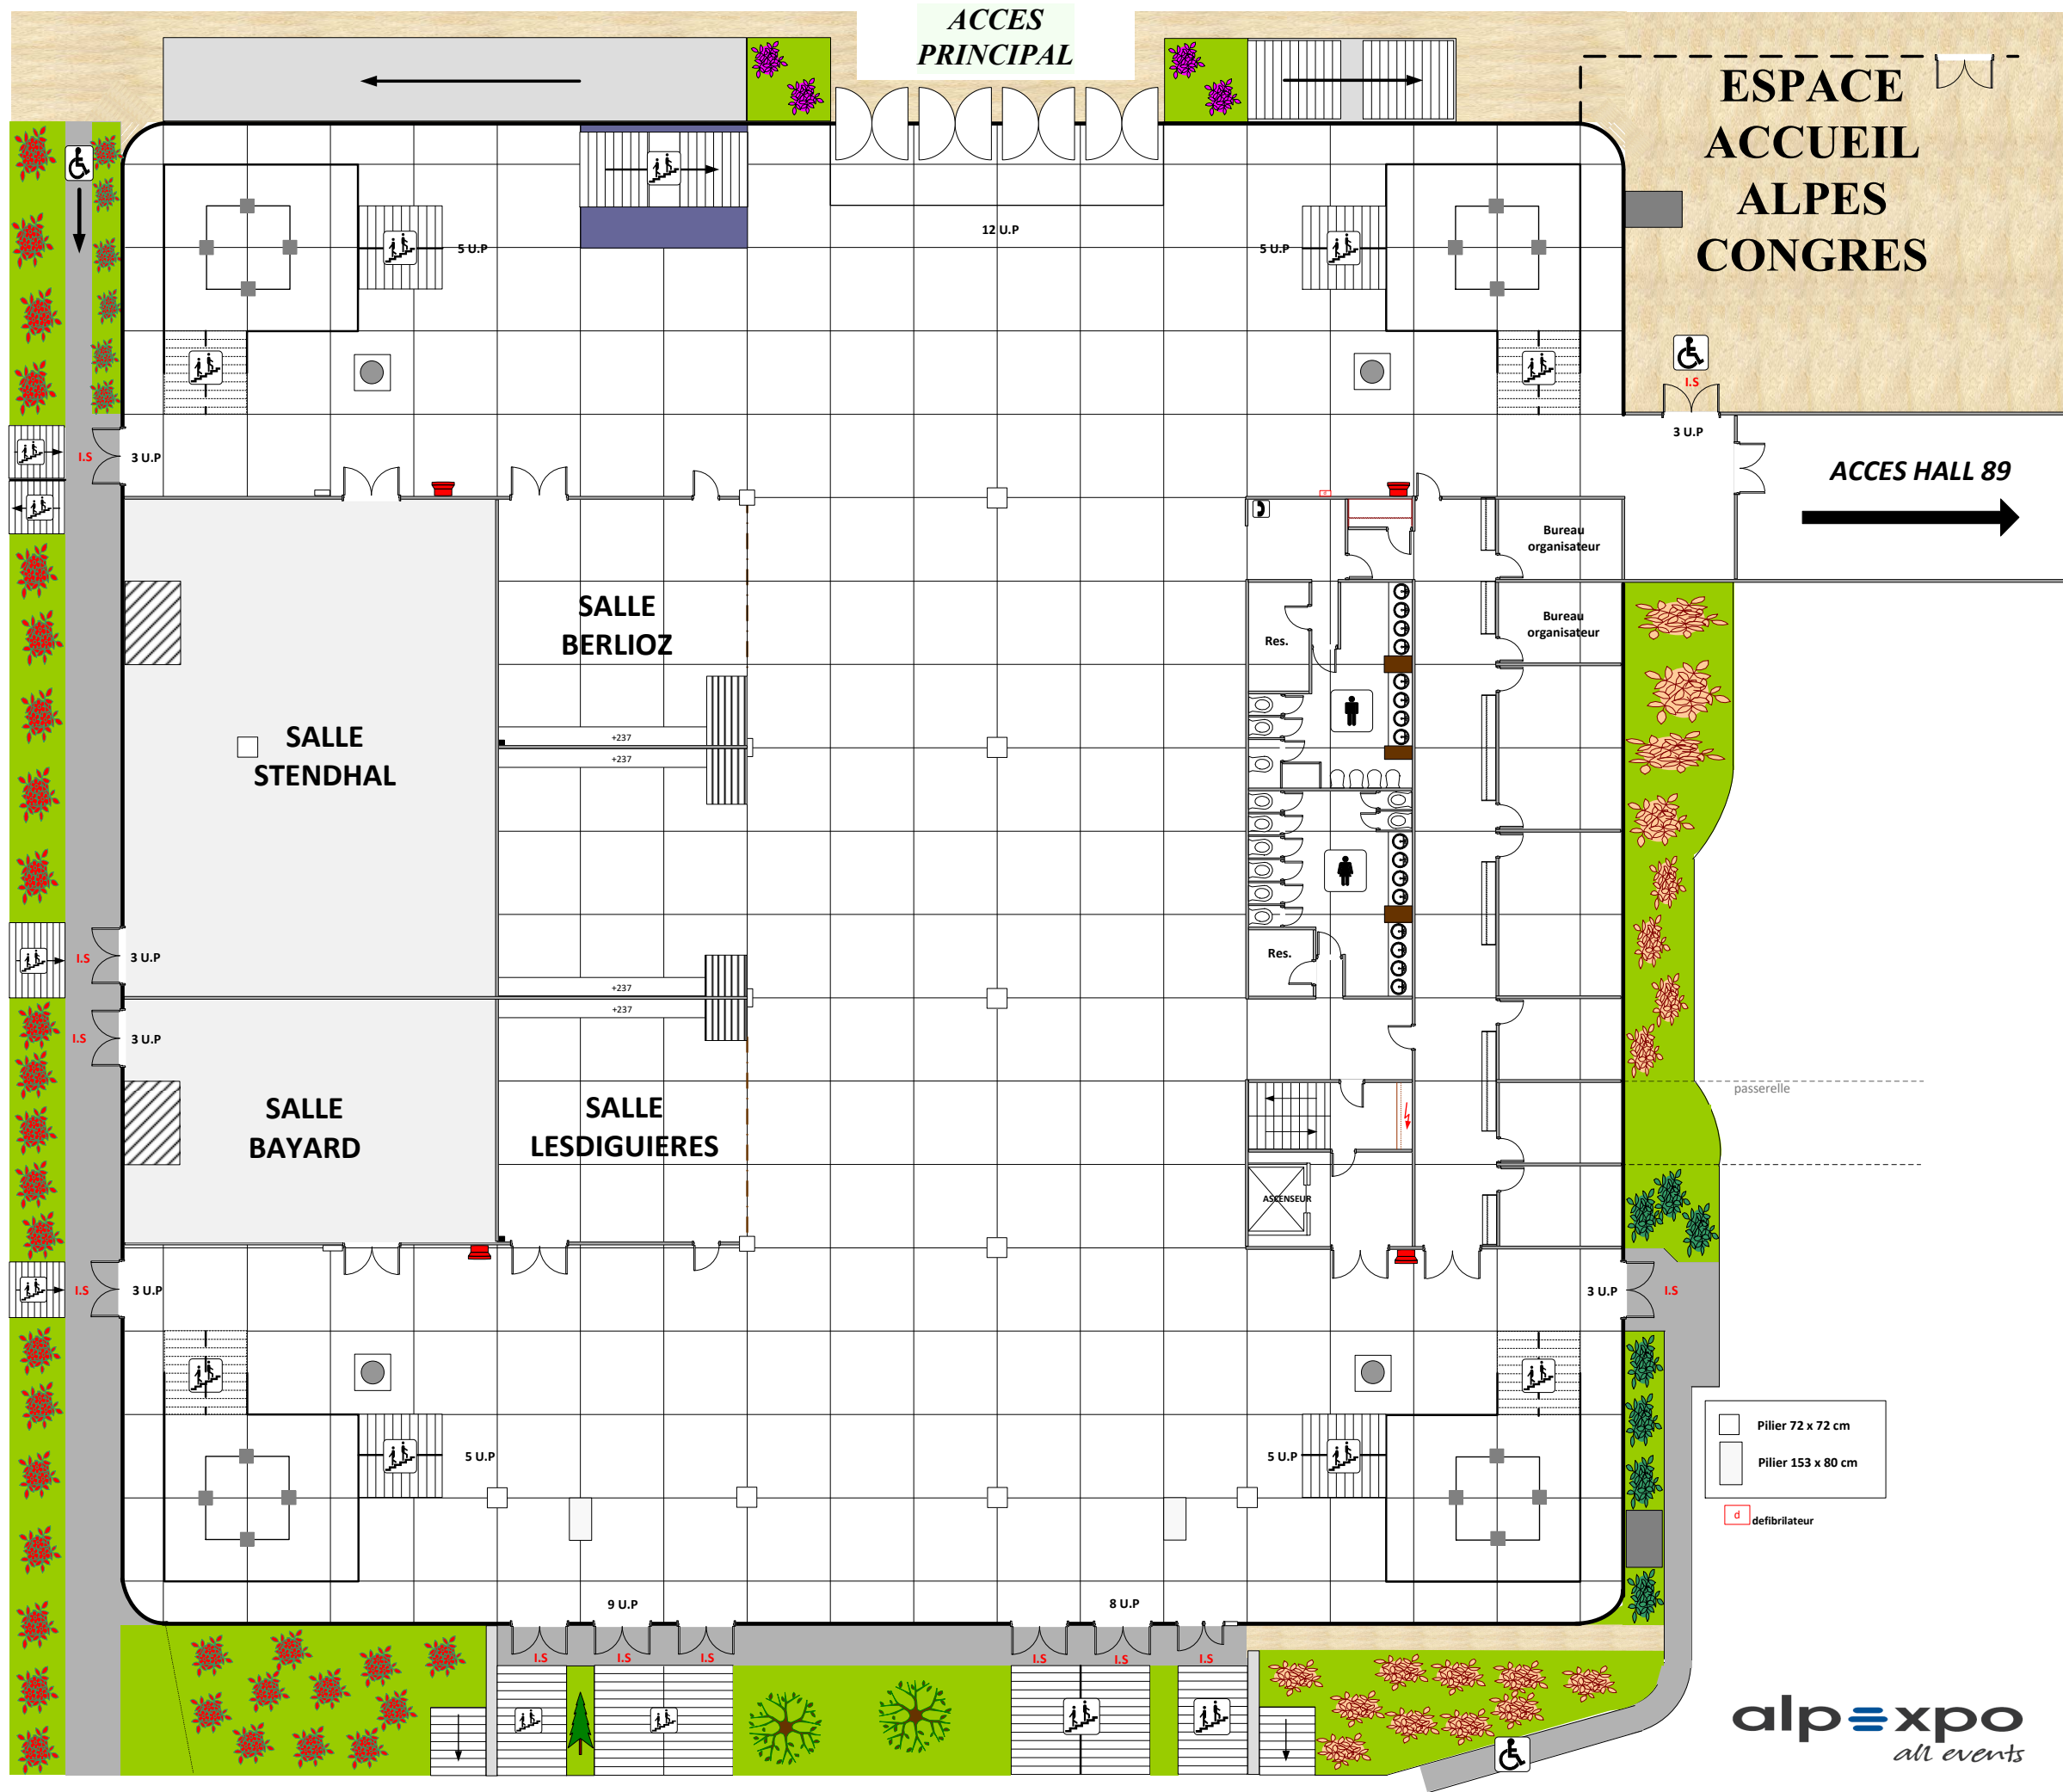 ACCES
PRINCIPAL
ESPACE
ACCUEIL
ALPES
CONGRES
12 U.P
5 U.P
5 U.P
I.S
3 U.P
I.S
3 U.P
ACCES HALL 89
Bureau
organisateur
SALLE
BERLIOZ
Bureau
organisateur
Res.
SALLE
STENDHAL
+237
+237
Res.
I.S
3 U.P
+237
+237
I.S
3 U.P
passerelle
SALLE
BAYARD
SALLE
LESDIGUIERES
ASCENSEUR
I.S
3 U.P
3 U.P
I.S
5 U.P
5 U.P
Pilier 72 x 72 cm
Pilier 153 x 80 cm
d defibrilateur
9 U.P
8 U.P
I.S
I.S
I.S
I.S
I.S
I.S
alpexpo
all events